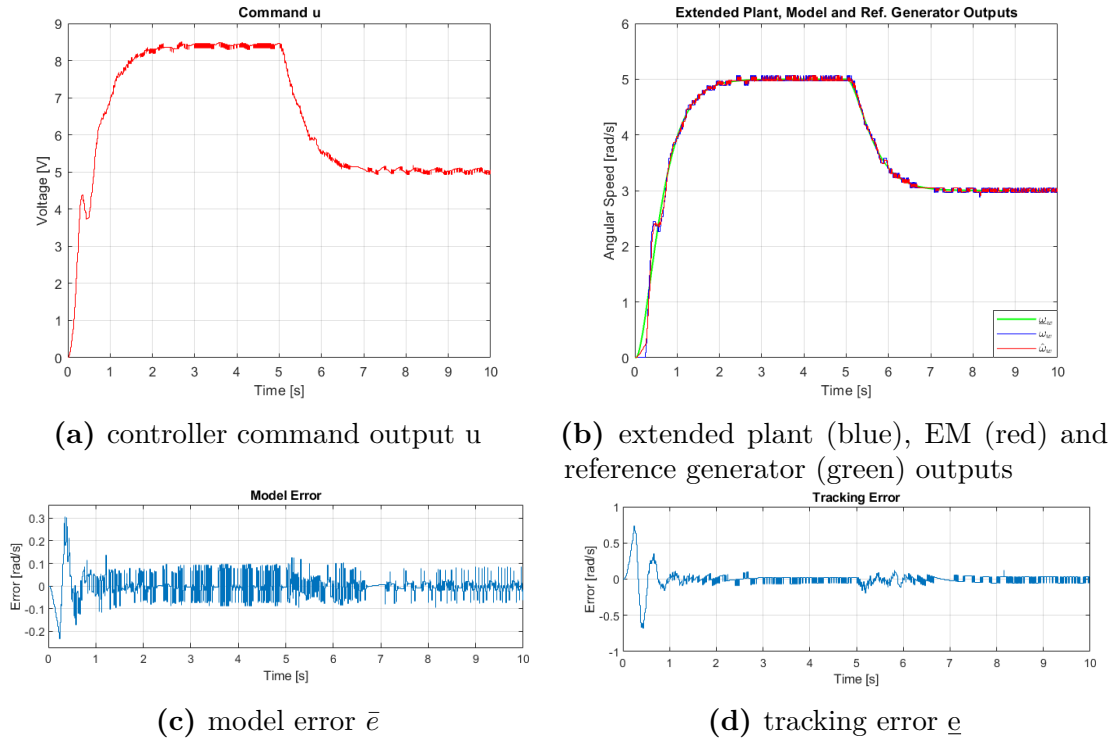 Command u
9
8
7
6
5
4
3
2
1
0
Voltage [V]
0 1 2 3 4 5 6 7 8 9 10
Time [s]
(a) controller command output u
Extended Plant, Model and Ref. Generator Outputs
6
5
4
3
2
1
0
Angular Speed [rad/s]
0 1 2 3 4 5 6 7 8 9 10
Time [s]
ω̲_w
ω_w
ω̂_w
(b) extended plant (blue), EM (red) and
reference generator (green) outputs
Model Error
0.3
0.2
0.1
0
-0.1
-0.2
Error [rad/s]
0 1 2 3 4 5 6 7 8 9 10
Time [s]
(c) model error ē
Tracking Error
1
0.5
0
-0.5
-1
Error [rad/s]
0 1 2 3 4 5 6 7 8 9 10
Time [s]
(d) tracking error e̲